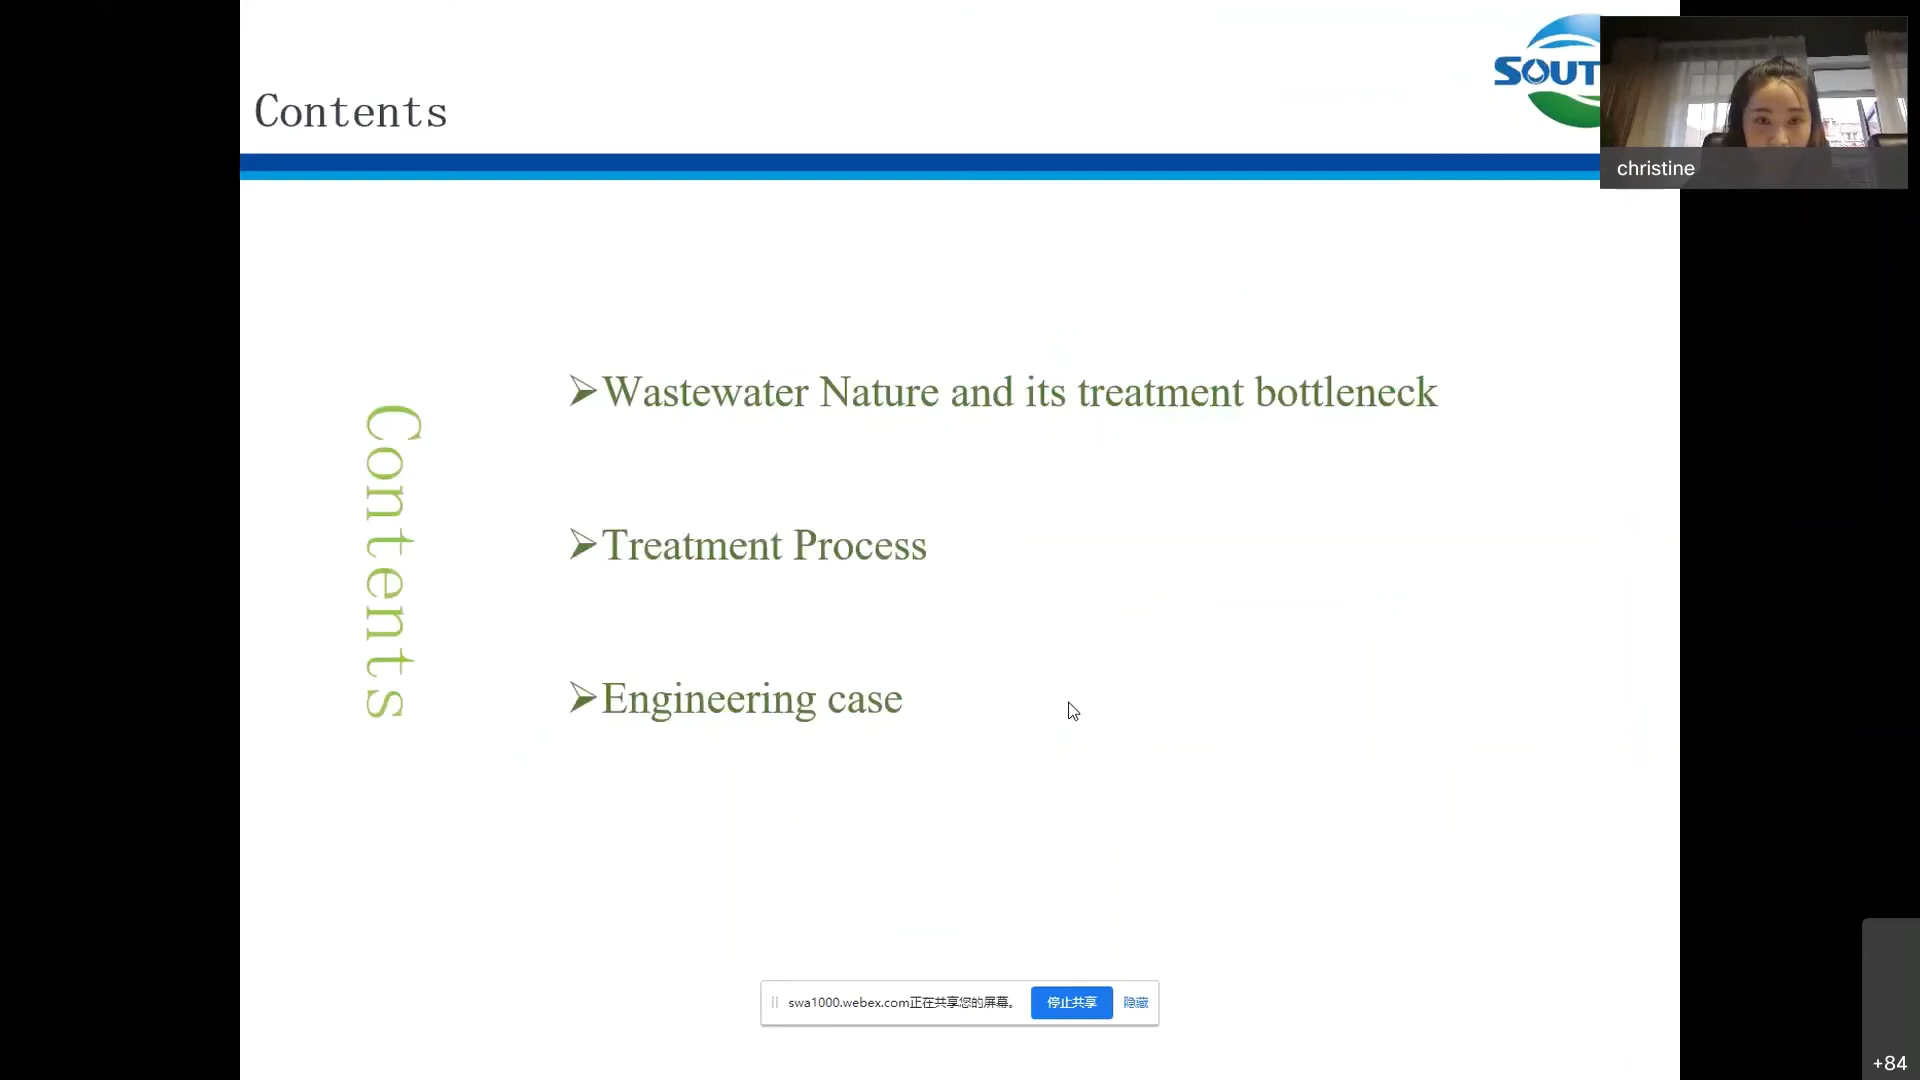 Contents
SOUT
christine
Contents
➢Wastewater Nature and its treatment bottleneck
➢Treatment Process
➢Engineering case
swa1000.webex.com正在共享您的屏幕。
停止共享
隐藏
+84